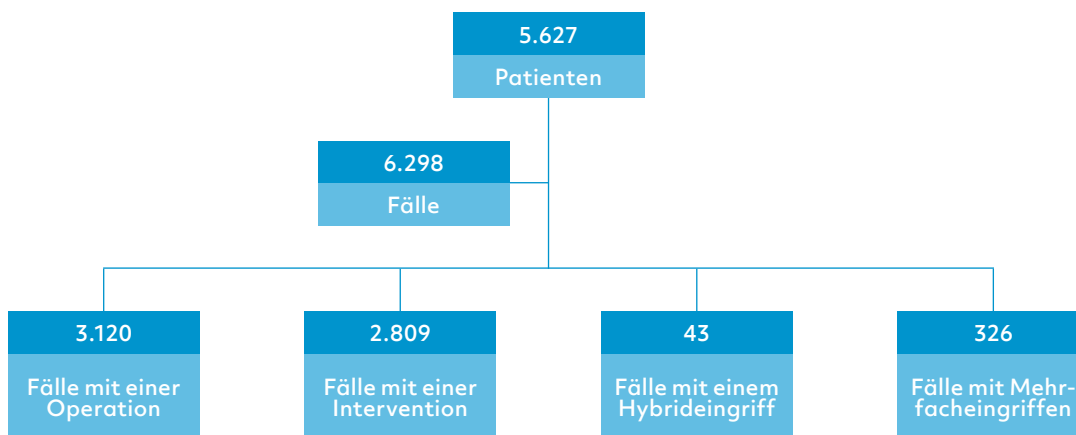 5.627
Patienten
6.298
Fälle
3.120
Fälle mit einer
Operation
2.809
Fälle mit einer
Intervention
43
Fälle mit einem
Hybrideingriff
326
Fälle mit Mehr-
facheingriffen